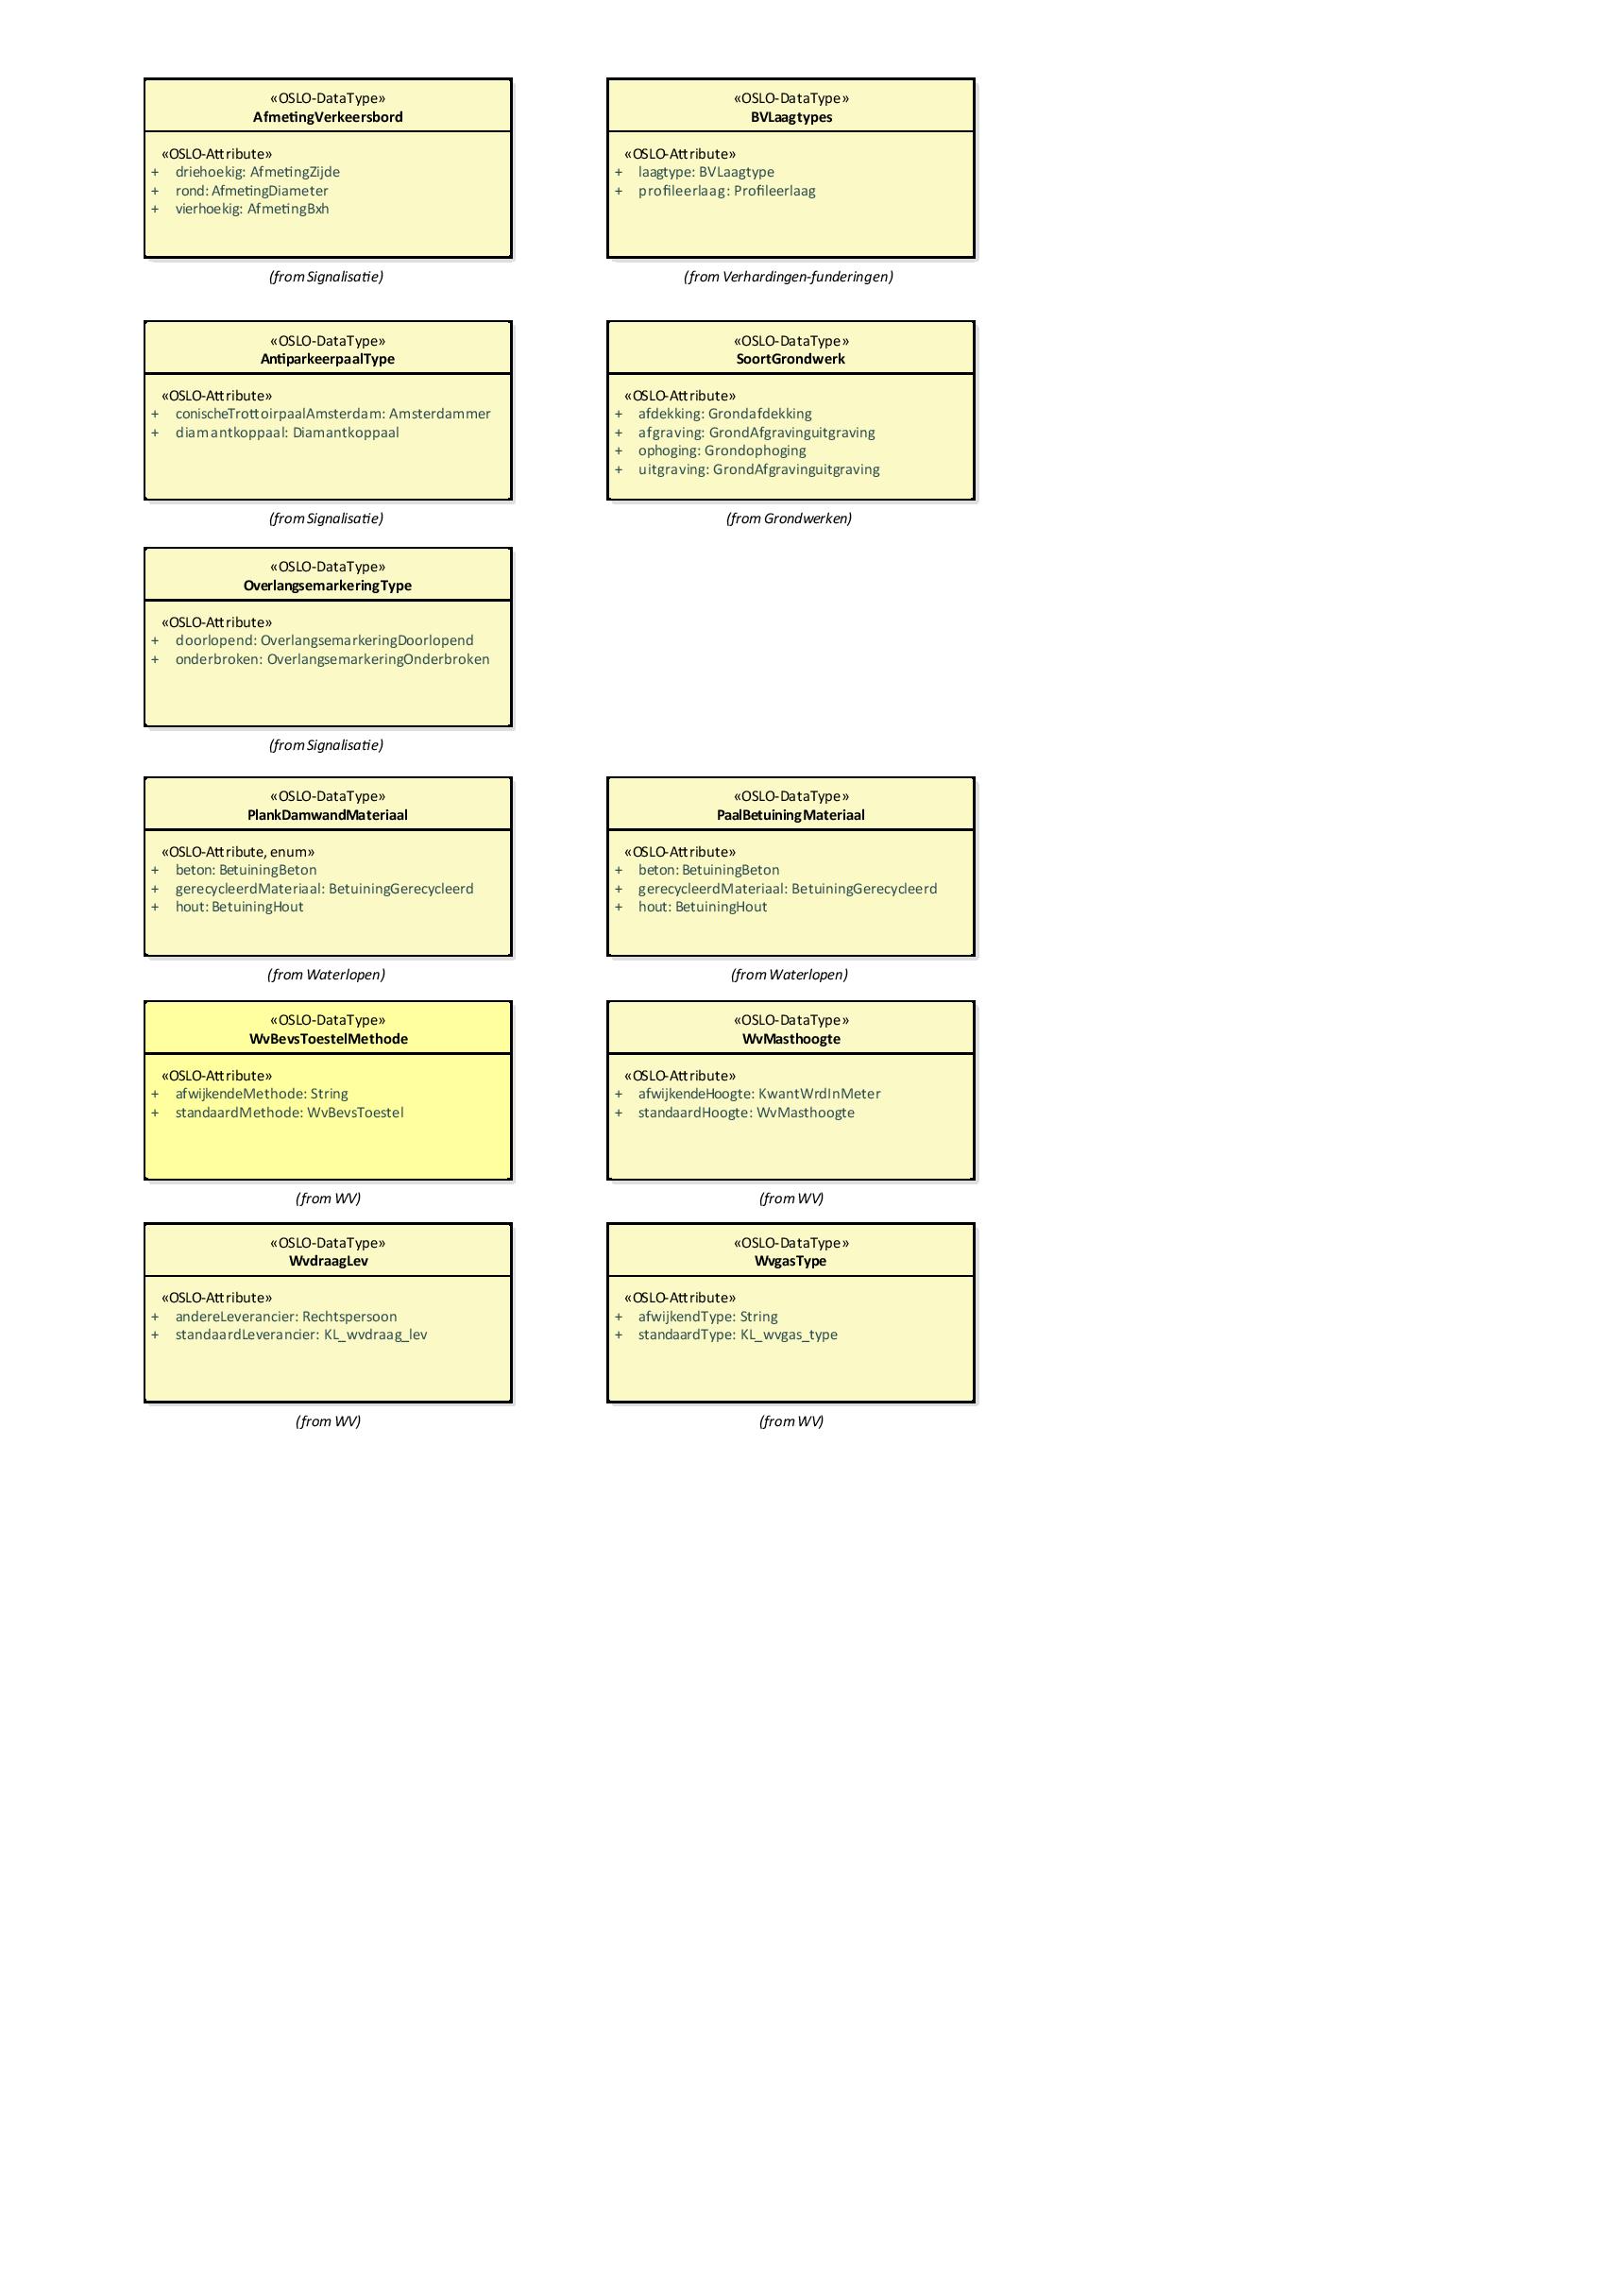 «OSLO-DataType»
AfmetingVerkeersbord
«OSLO-Attribute»
+ driehoekig: AfmetingZijde
+ rond: AfmetingDiameter
+ vierhoekig: AfmetingBxh
(from Signalisatie)
«OSLO-DataType»
BVLaagtypes
«OSLO-Attribute»
+ laagtype: BVLaagtype
+ profileerlaag: Profileerlaag
(from Verhardingen-funderingen)
«OSLO-DataType»
AntiparkeerpaalType
«OSLO-Attribute»
+ conischeTrottoirpaalAmsterdam: Amsterdammer
+ diamantkoppaal: Diamantkoppaal
(from Signalisatie)
«OSLO-DataType»
SoortGrondwerk
«OSLO-Attribute»
+ afdekking: Grondafdekking
+ afgraving: GrondAfgravinguitgraving
+ ophoging: Grondophoging
+ uitgraving: GrondAfgravinguitgraving
(from Grondwerken)
«OSLO-DataType»
OverlangsemarkeringType
«OSLO-Attribute»
+ doorlopend: OverlangsemarkeringDoorlopend
+ onderbroken: OverlangsemarkeringOnderbroken
(from Signalisatie)
«OSLO-DataType»
PlankDamwandMateriaal
«OSLO-Attribute, enum»
+ beton: BetuiningBeton
+ gerecycleerdMateriaal: BetuiningGerecycleerd
+ hout: BetuiningHout
(from Waterlopen)
«OSLO-DataType»
PaalBetuiningMateriaal
«OSLO-Attribute»
+ beton: BetuiningBeton
+ gerecycleerdMateriaal: BetuiningGerecycleerd
+ hout: BetuiningHout
(from Waterlopen)
«OSLO-DataType»
WvBevsToestelMethode
«OSLO-Attribute»
+ afwijkendeMethode: String
+ standaardMethode: WvBevsToestel
(from WV)
«OSLO-DataType»
WvMasthoogte
«OSLO-Attribute»
+ afwijkendeHoogte: KwantWrdInMeter
+ standaardHoogte: WvMasthoogte
(from WV)
«OSLO-DataType»
WvdraagLev
«OSLO-Attribute»
+ andereLeverancier: Rechtspersoon
+ standaardLeverancier: KL_wvdraag_lev
(from WV)
«OSLO-DataType»
WvgasType
«OSLO-Attribute»
+ afwijkendType: String
+ standaardType: KL_wvgas_type
(from WV)